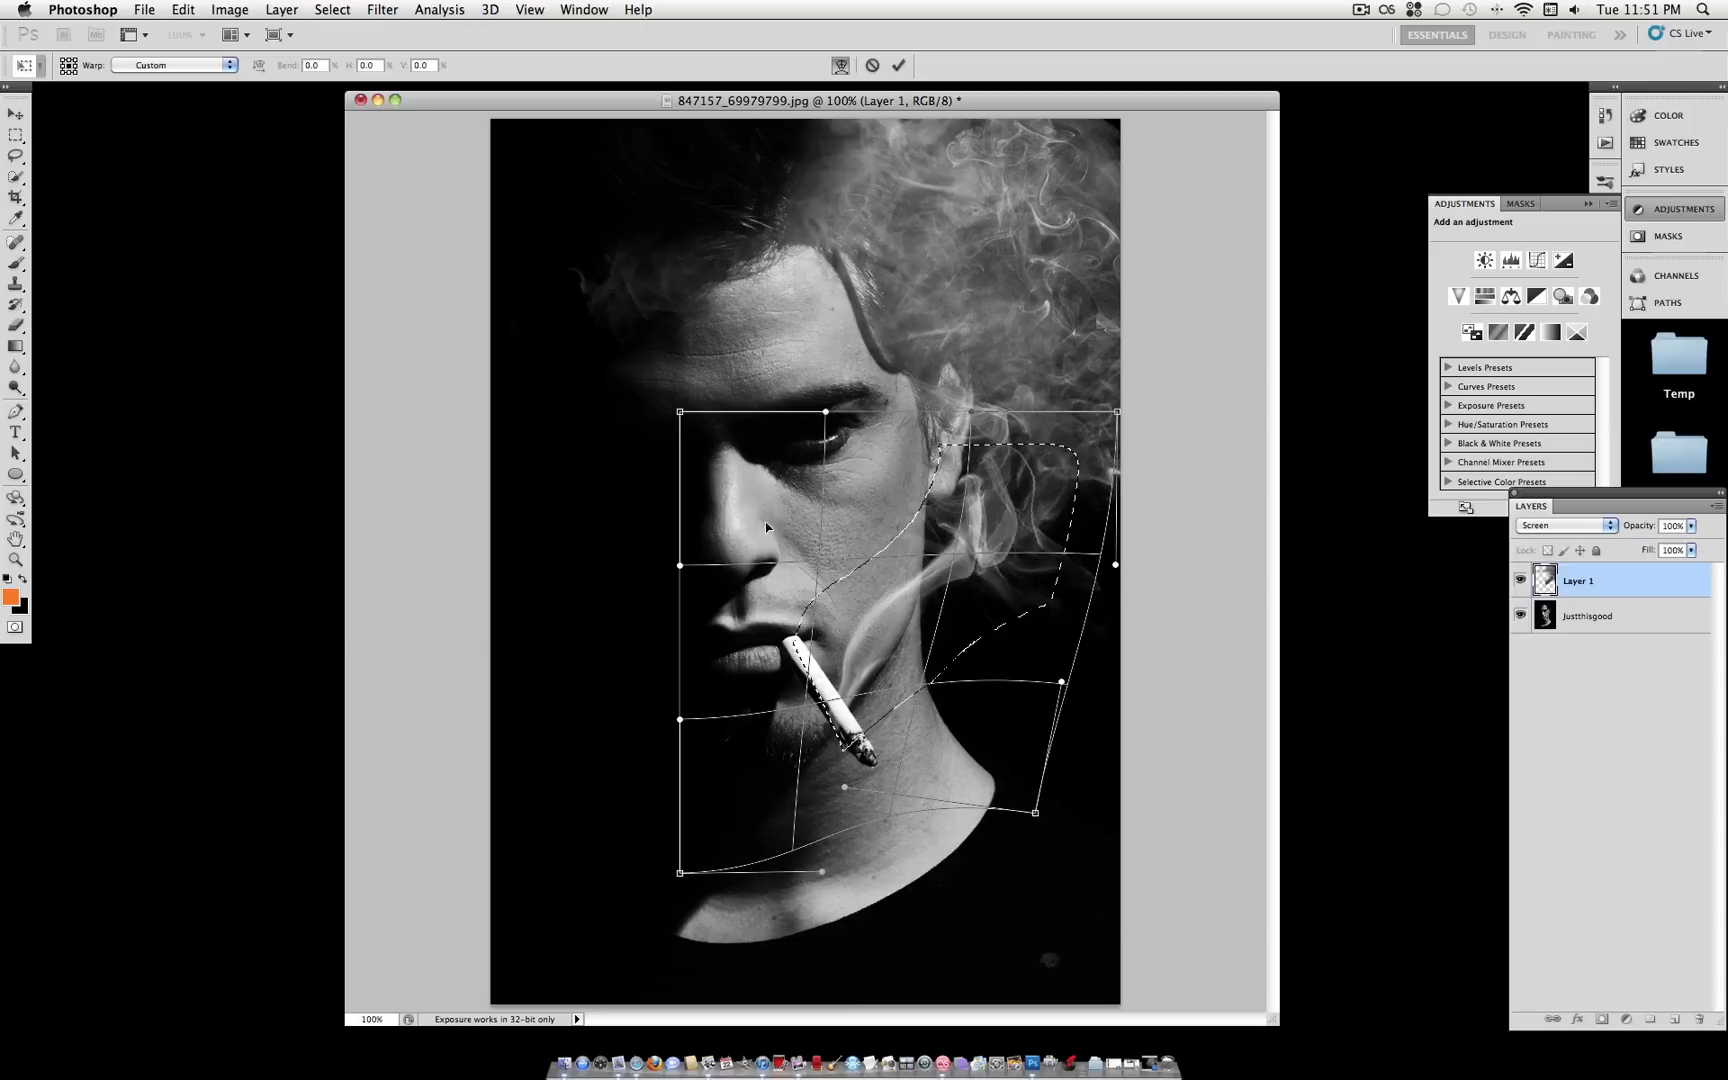 Photoshop File Edit Image Layer Select Filter Analysis 3D View Window Help
Tue 11:51 PM
Ps Br Mb 100% ESSENTIALS DESIGN PAINTING CS Live
Warp: Custom Bend: 0.0 % H: 0.0 % V: 0.0 %
847157_69979799.jpg @ 100% (Layer 1, RGB/8) *
COLOR
SWATCHES
STYLES
ADJUSTMENTS
MASKS
CHANNELS
PATHS
ADJUSTMENTS MASKS
Add an adjustment
Levels Presets
Curves Presets
Exposure Presets
Hue/Saturation Presets
Black & White Presets
Channel Mixer Presets
Selective Color Presets
Temp
LAYERS
Screen Opacity: 100%
Lock: Fill: 100%
Layer 1
Justthisgood
100% Exposure works in 32-bit only